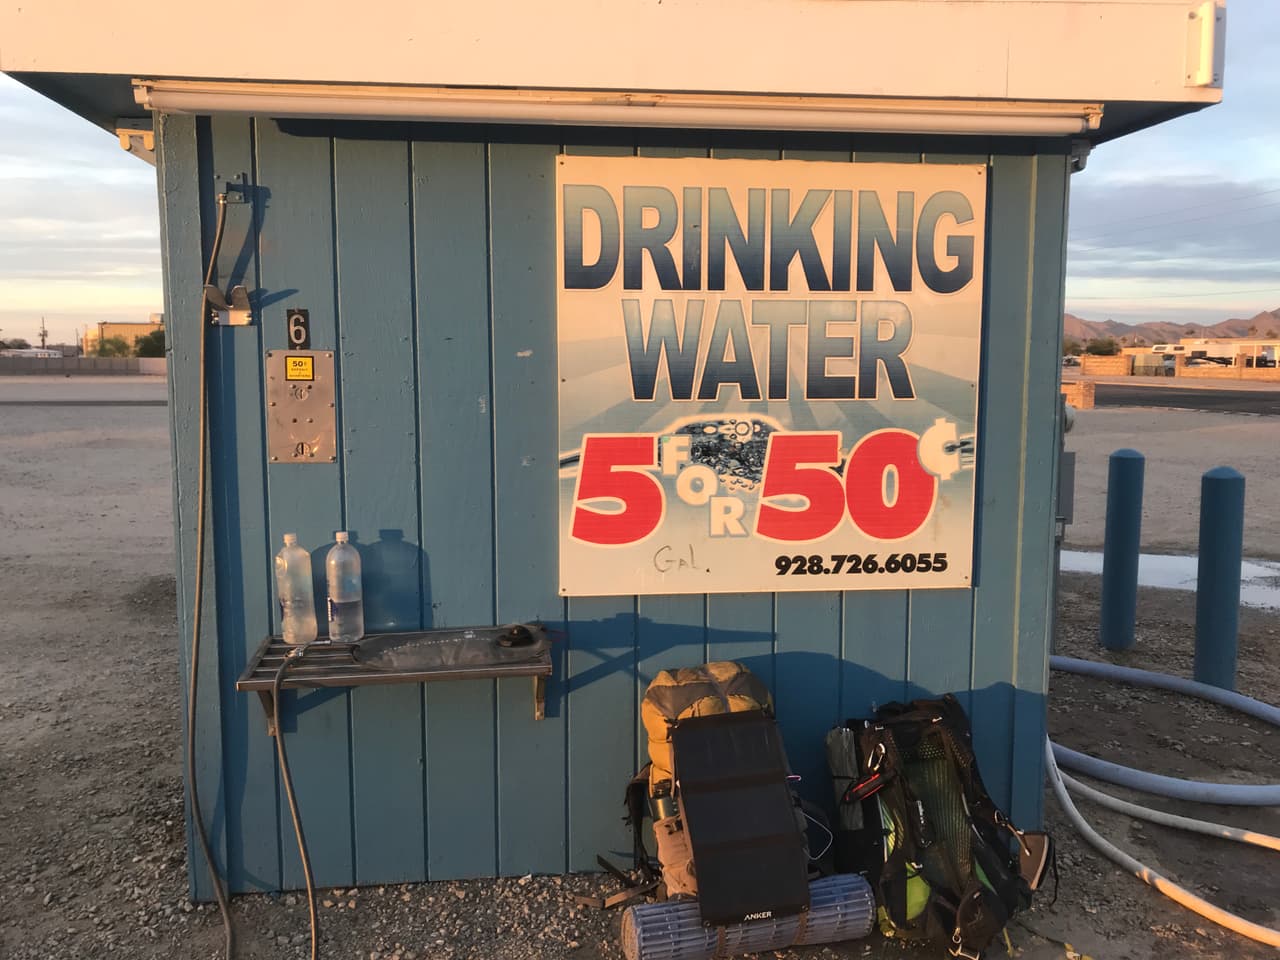 DRINKING
WATER
5 FOR 50¢
Gal.
928.726.6055
6
50¢
ANKER